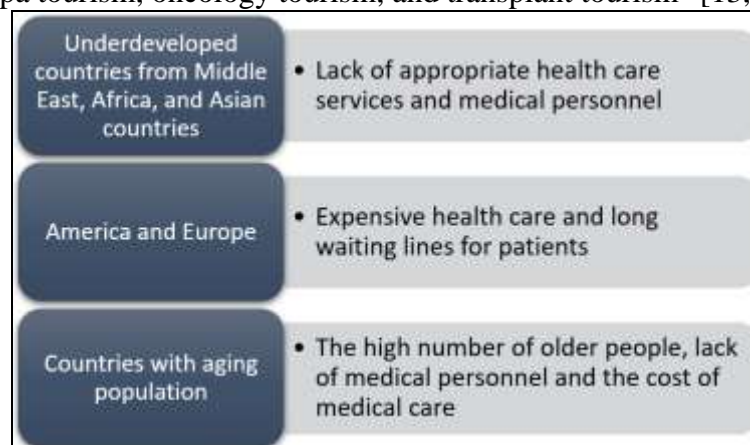 pa tourism, oncology tourism, and transplant tourism" [13,
Underdeveloped
countries from Middle
East, Africa, and Asian
countries
• Lack of appropriate health care
services and medical personnel
America and Europe
• Expensive health care and long
waiting lines for patients
Countries with aging
population
• The high number of older people, lack
of medical personnel and the cost of
medical care